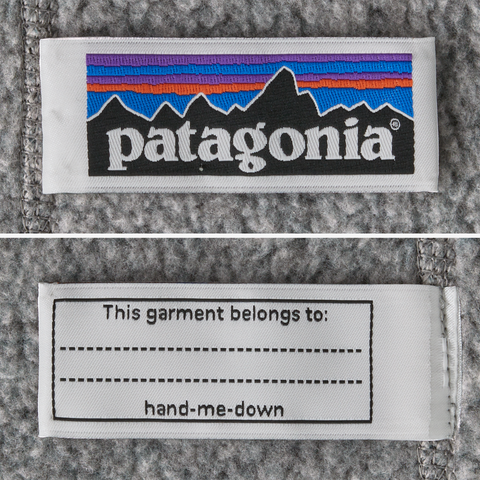 patagonia®
This garment belongs to:
hand-me-down